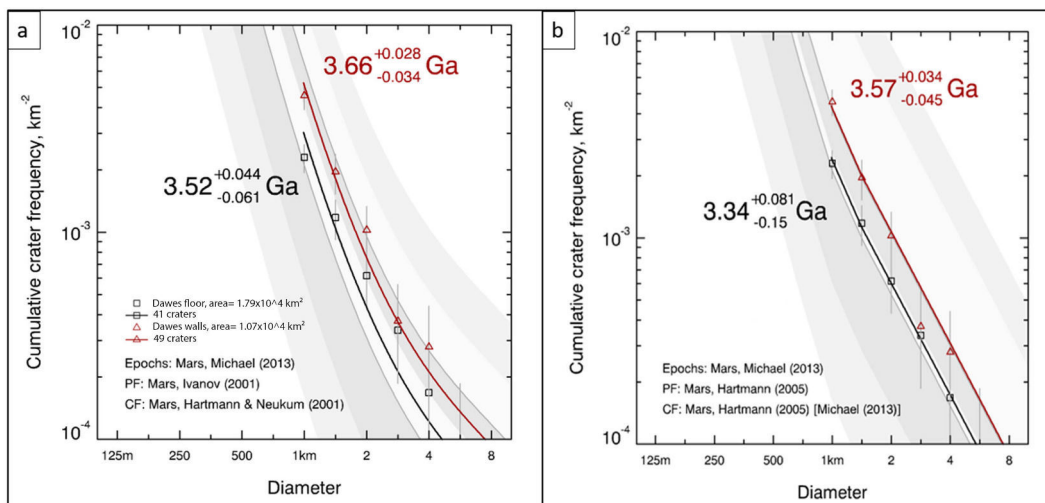 a
10^-2
10^-3
10^-4
Cumulative crater frequency, km^-2
3.66 +0.028 -0.034 Ga
3.52 +0.044 -0.061 Ga
Dawes floor, area= 1.79x10^4 km^2
41 craters
Dawes walls, area= 1.07x10^4 km^2
49 craters
Epochs: Mars, Michael (2013)
PF: Mars, Ivanov (2001)
CF: Mars, Hartmann & Neukum (2001)
125m 250 500 1km 2 4 8
Diameter
b
10^-2
10^-3
10^-4
Cumulative crater frequency, km^-2
3.57 +0.034 -0.045 Ga
3.34 +0.081 -0.15 Ga
Epochs: Mars, Michael (2013)
PF: Mars, Hartmann (2005)
CF: Mars, Hartmann (2005) [Michael (2013)]
125m 250 500 1km 2 4 8
Diameter